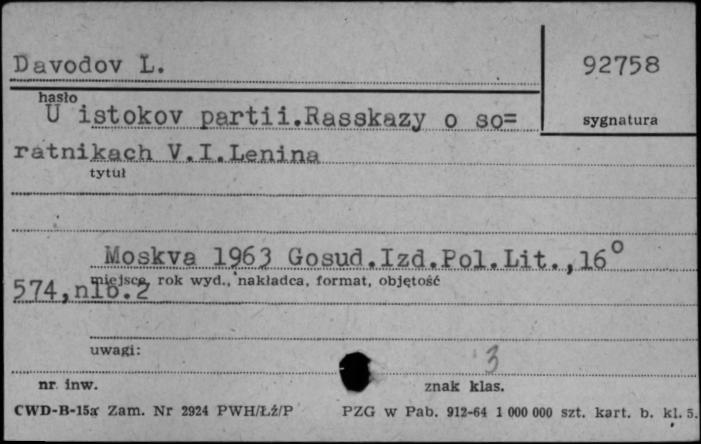 Davodov L.
92758
hasło
U istokov partii.Rasskazy o so=
sygnatura
ratnikach V.I.Lenina
tytuł
Moskva 1963 Gosud.Izd.Pol.Lit.,16°
miejsce, rok wyd., nakładca, format, objętość
574,nlb.2
uwagi:
3
nr. inw.
znak klas.
CWD-B-15a Zam. Nr 2924 PWH/Łź/P PZG w Pab. 912-64 1 000 000 szt. kart. b. kl. 5.